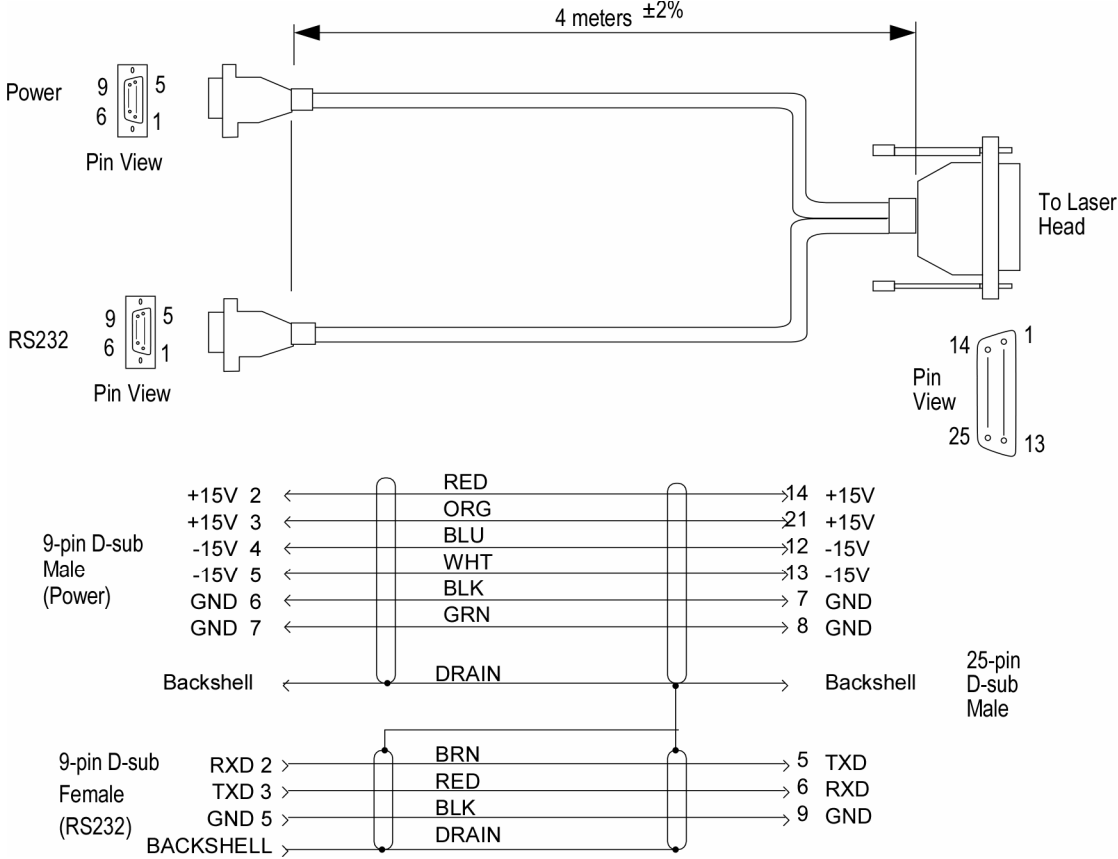 4 meters ±2%
Power
9 5
6 1
Pin View
To Laser
Head
RS232
9 5
6 1
Pin View
14 1
Pin
View
25 13
9-pin D-sub
Male
(Power)
+15V 2 RED 14 +15V
+15V 3 ORG 21 +15V
-15V 4 BLU 12 -15V
-15V 5 WHT 13 -15V
GND 6 BLK 7 GND
GND 7 GRN 8 GND
Backshell DRAIN Backshell
25-pin
D-sub
Male
9-pin D-sub
Female
(RS232)
RXD 2 BRN 5 TXD
TXD 3 RED 6 RXD
GND 5 BLK 9 GND
BACKSHELL DRAIN